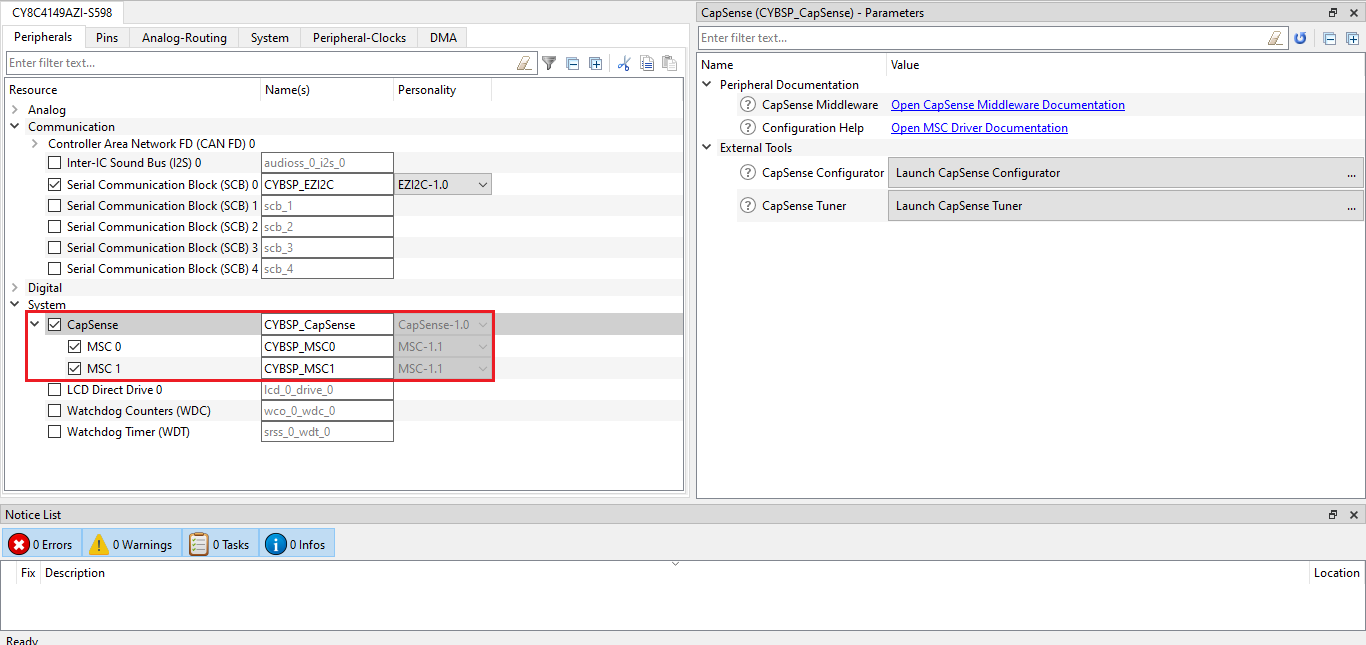 CY8C4149AZI-S598
Peripherals Pins Analog-Routing System Peripheral-Clocks DMA
Enter filter text...
Resource Name(s) Personality
Analog
Communication
Controller Area Network FD (CAN FD) 0
Inter-IC Sound Bus (I2S) 0 audioss_0_i2s_0
Serial Communication Block (SCB) 0 CYBSP_EZI2C EZI2C-1.0
Serial Communication Block (SCB) 1 scb_1
Serial Communication Block (SCB) 2 scb_2
Serial Communication Block (SCB) 3 scb_3
Serial Communication Block (SCB) 4 scb_4
Digital
System
CapSense CYBSP_CapSense CapSense-1.0
MSC 0 CYBSP_MSC0 MSC-1.1
MSC 1 CYBSP_MSC1 MSC-1.1
LCD Direct Drive 0 lcd_0_drive_0
Watchdog Counters (WDC) wco_0_wdc_0
Watchdog Timer (WDT) srss_0_wdt_0
CapSense (CYBSP_CapSense) - Parameters
Enter filter text...
Name Value
Peripheral Documentation
? CapSense Middleware Open CapSense Middleware Documentation
? Configuration Help Open MSC Driver Documentation
External Tools
? CapSense Configurator Launch CapSense Configurator ...
? CapSense Tuner Launch CapSense Tuner ...
Notice List
0 Errors 0 Warnings 0 Tasks 0 Infos
Fix Description Location
Ready